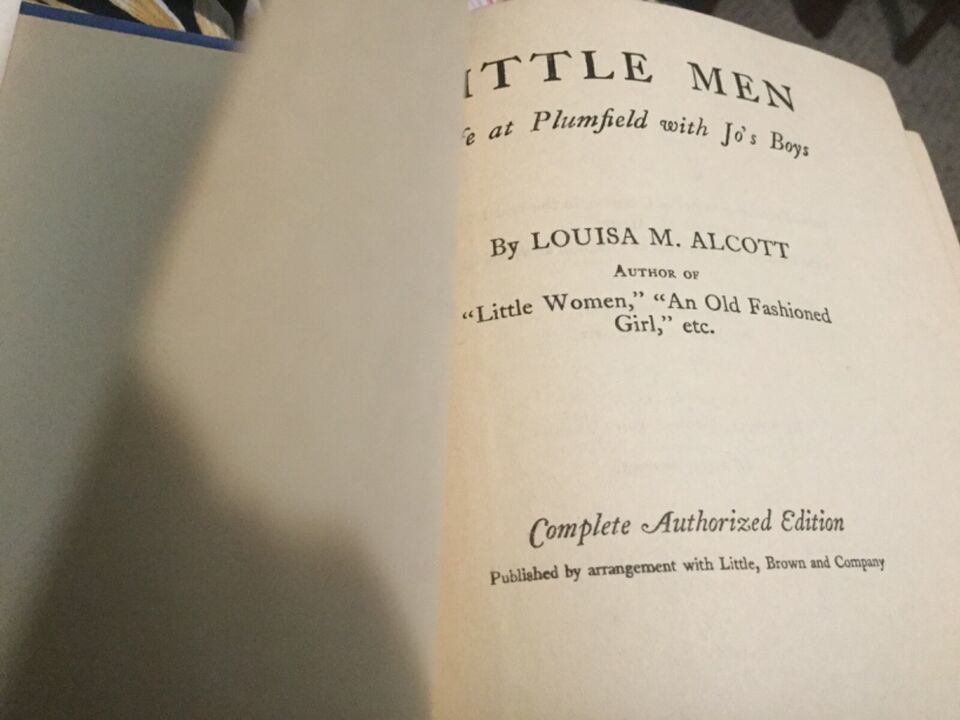 ITTLE MEN
fe at Plumfield with Jo's Boys
By LOUISA M. ALCOTT
AUTHOR OF
"Little Women," "An Old Fashioned
Girl," etc.
Complete Authorized Edition
Published by arrangement with Little, Brown and Company